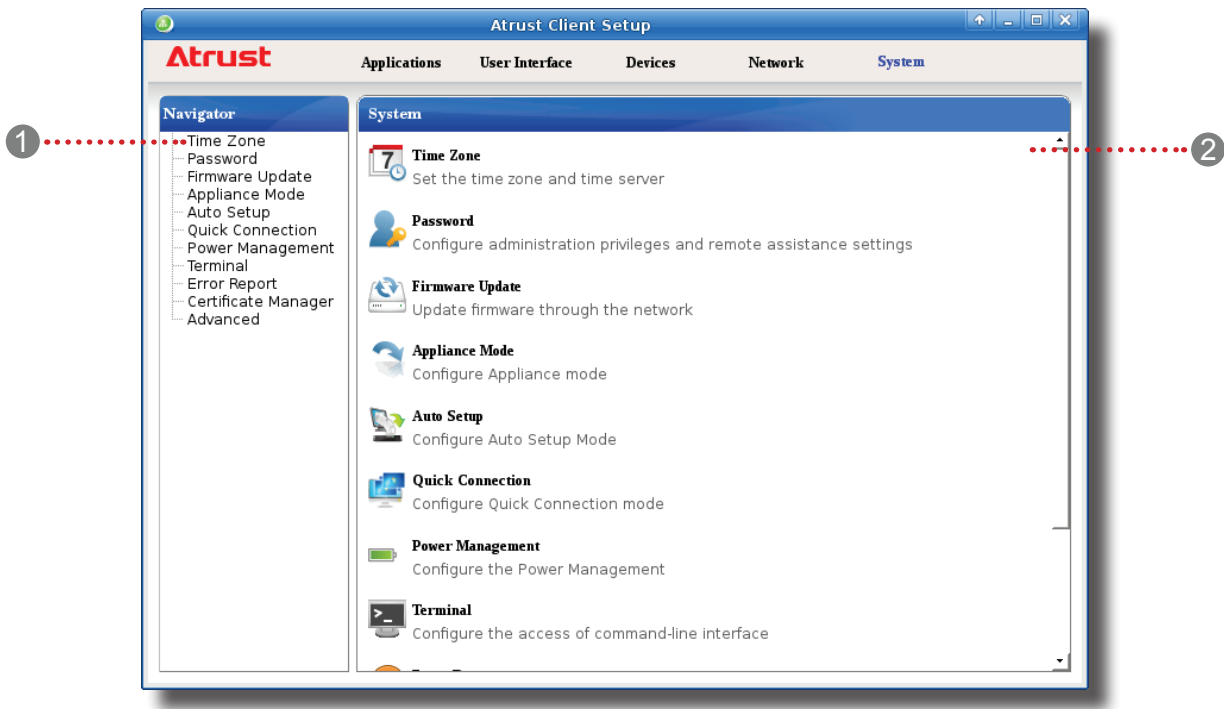 Atrust Client Setup
Atrust
Applications User Interface Devices Network System
Navigator
Time Zone
Password
Firmware Update
Appliance Mode
Auto Setup
Quick Connection
Power Management
Terminal
Error Report
Certificate Manager
Advanced
System
7
Time Zone
Set the time zone and time server
Password
Configure administration privileges and remote assistance settings
Firmware Update
Update firmware through the network
Appliance Mode
Configure Appliance mode
Auto Setup
Configure Auto Setup Mode
Quick Connection
Configure Quick Connection mode
Power Management
Configure the Power Management
>_
Terminal
Configure the access of command-line interface
1
2